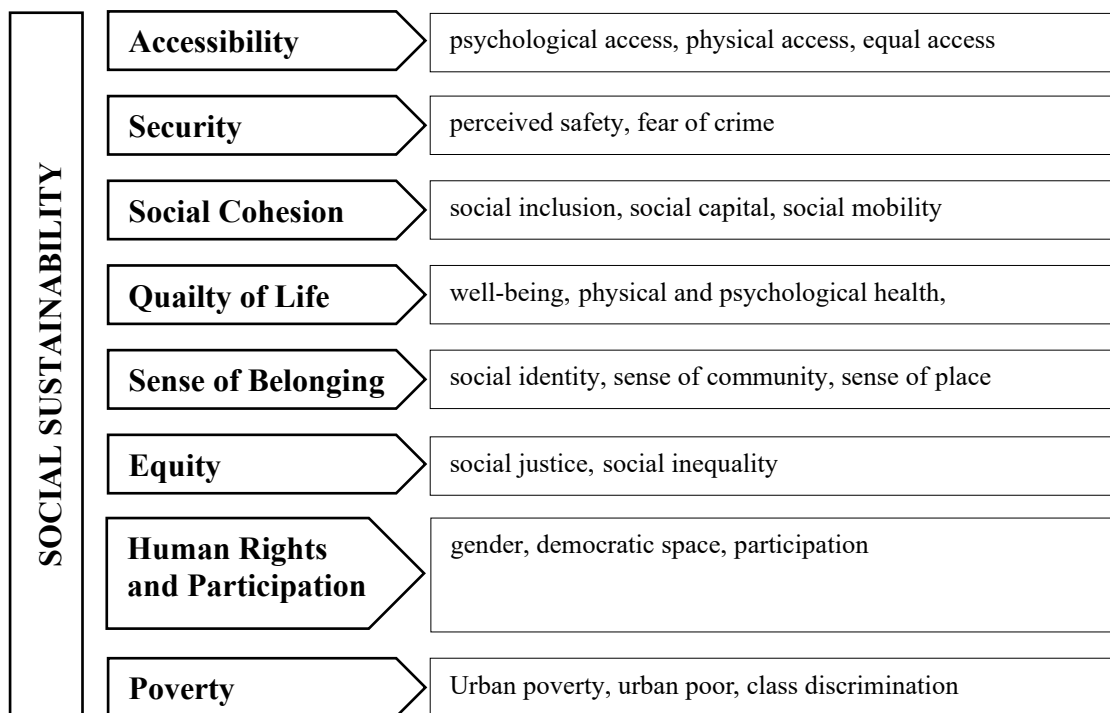 SOCIAL SUSTAINABILITY
Accessibility
psychological access, physical access, equal access
Security
perceived safety, fear of crime
Social Cohesion
social inclusion, social capital, social mobility
Quailty of Life
well-being, physical and psychological health,
Sense of Belonging
social identity, sense of community, sense of place
Equity
social justice, social inequality
Human Rights
and Participation
gender, democratic space, participation
Poverty
Urban poverty, urban poor, class discrimination